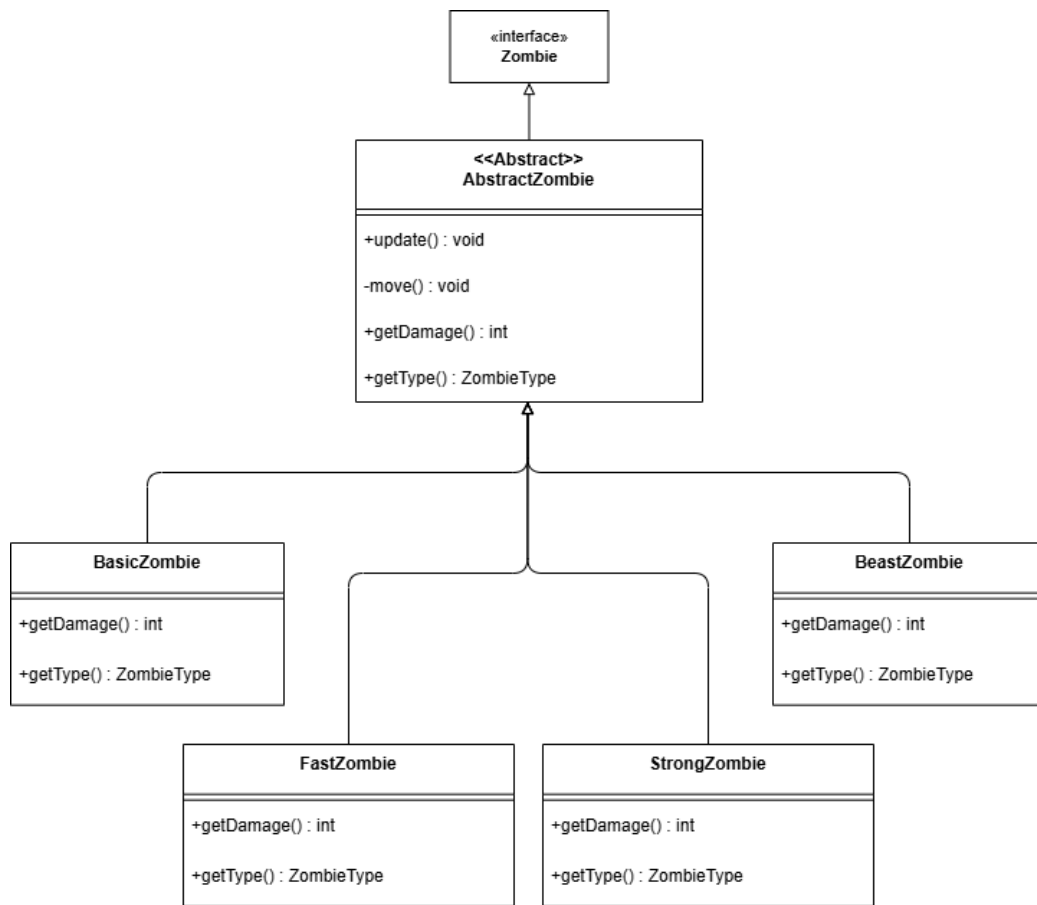 «interface»
Zombie
<<Abstract>>
AbstractZombie
+update() : void
-move() : void
+getDamage() : int
+getType() : ZombieType
BasicZombie
+getDamage() : int
+getType() : ZombieType
BeastZombie
+getDamage() : int
+getType() : ZombieType
FastZombie
+getDamage() : int
+getType() : ZombieType
StrongZombie
+getDamage() : int
+getType() : ZombieType